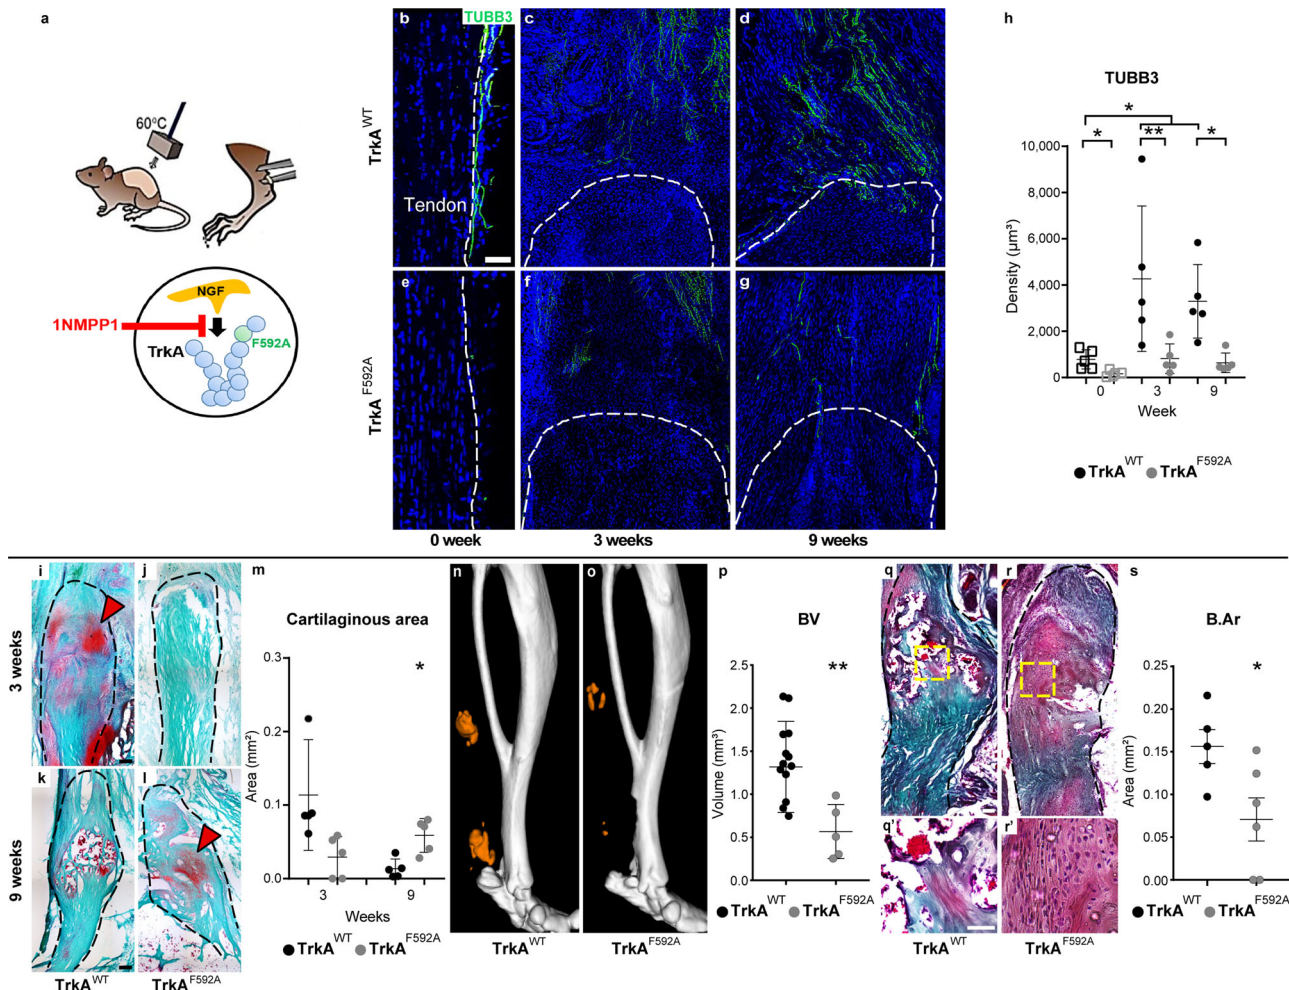 a
60°C
NGF
1NMPP1
TrkA
F592A
b
TUBB3
c
d
TrkA^WT
Tendon
e
f
g
TrkA^F592A
0 week
3 weeks
9 weeks
h
TUBB3
*
*
**
*
10,000
8,000
6,000
4,000
2,000
0
Density (µm³)
0
3
9
Week
TrkA^WT
TrkA^F592A
i
j
3 weeks
k
l
9 weeks
TrkA^WT
TrkA^F592A
m
Cartilaginous area
*
0.3
0.2
0.1
0.0
Area (mm²)
3
9
Weeks
TrkA^WT
TrkA^F592A
n
o
TrkA^WT
TrkA^F592A
p
BV
**
2.5
2.0
1.5
1.0
0.5
0.0
Volume (mm³)
TrkA^WT
TrkA^F592A
q
r
q'
r'
TrkA^WT
TrkA^F592A
s
B.Ar
*
0.25
0.20
0.15
0.10
0.05
0.00
Area (mm²)
TrkA^WT
TrkA^F592A